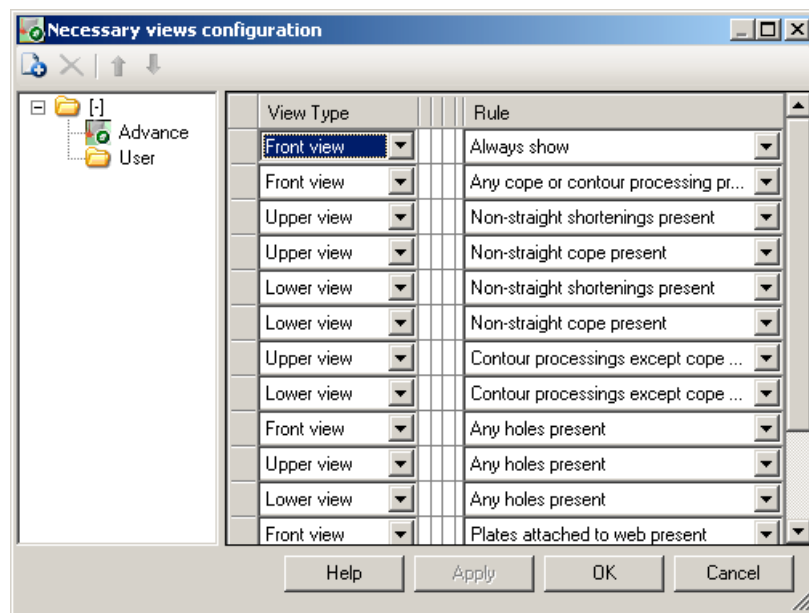 Necessary views configuration
[-]
Advance
User
View Type Rule
Front view Always show
Front view Any cope or contour processing pr...
Upper view Non-straight shortenings present
Upper view Non-straight cope present
Lower view Non-straight shortenings present
Lower view Non-straight cope present
Upper view Contour processings except cope ...
Lower view Contour processings except cope ...
Front view Any holes present
Upper view Any holes present
Lower view Any holes present
Front view Plates attached to web present
Help Apply OK Cancel